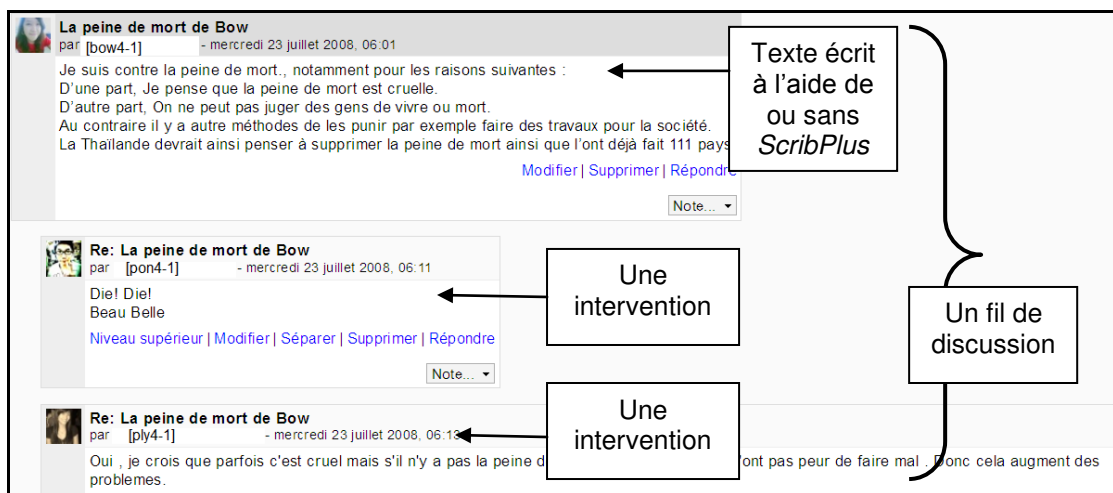 La peine de mort de Bow
par [bow4-1] - mercredi 23 juillet 2008, 06:01
Je suis contre la peine de mort., notamment pour les raisons suivantes :
D'une part, Je pense que la peine de mort est cruelle.
D'autre part, On ne peut pas juger des gens de vivre ou mort.
Au contraire il y a autre méthodes de les punir par exemple faire des travaux pour la société.
La Thaïlande devrait ainsi penser à supprimer la peine de mort ainsi que l'ont déjà fait 111 pays
Modifier | Supprimer | Répondre
Note...
Texte écrit
à l'aide de
ou sans
ScribPlus
Re: La peine de mort de Bow
par [pon4-1] - mercredi 23 juillet 2008, 06:11
Die! Die!
Beau Belle
Niveau supérieur | Modifier | Séparer | Supprimer | Répondre
Note...
Une
intervention
Un fil de
discussion
Re: La peine de mort de Bow
par [ply4-1] - mercredi 23 juillet 2008, 06:13
Oui , je crois que parfois c'est cruel mais s'il n'y a pas la peine d 'ont pas peur de faire mal . Donc cela augment des
problemes.
Une
intervention